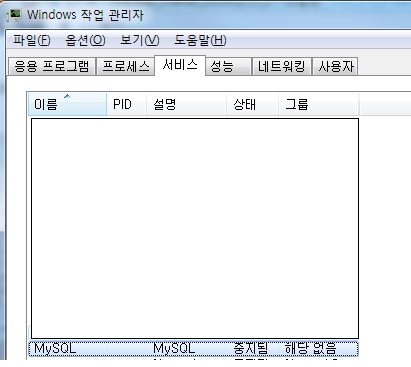 Windows 작업 관리자
파일(F) 옵션(O) 보기(V) 도움말(H)
응용 프로그램 프로세스 서비스 성능 네트워킹 사용자
이름 PID 설명 상태 그룹
MySQL MySQL 중지됨 해당 없음